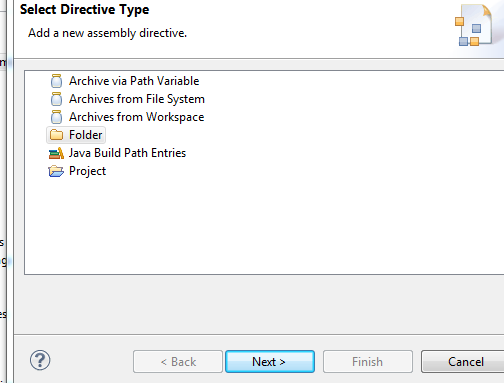 Select Directive Type
Add a new assembly directive.
Archive via Path Variable
Archives from File System
Archives from Workspace
Folder
Java Build Path Entries
Project
?
< Back
Next >
Finish
Cancel